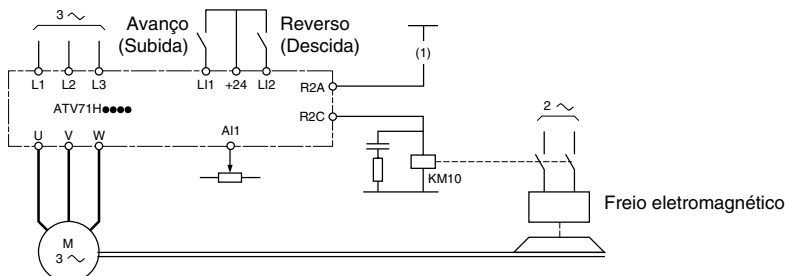 3 ~
Avanço
(Subida)
Reverso
(Descida)
(1)
L1 L2 L3 LI1 +24 LI2
R2A
ATV71H●●●●
R2C
2 ~
U V W
AI1
KM10
Freio eletromagnético
M
3 ~